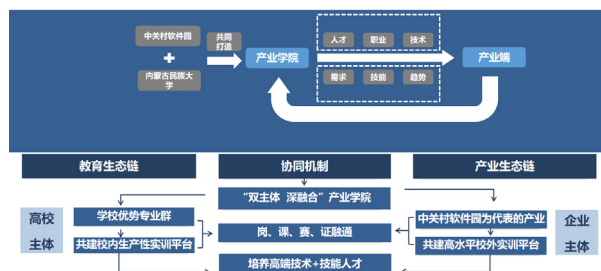 中关村软件园
内蒙古民族大
学
共同
打造
产业学院
人才
职业
技术
需求
技能
趋势
产业端
教育生态链
协同机制
产业生态链
“双主体 深融合”产业学院
高校
主体
学校优势专业群
共建校内生产性实训平台
岗、课、赛、证融通
中关村软件园为代表的产业
共建高水平校外实训平台
企业
主体
培养高端技术+技能人才